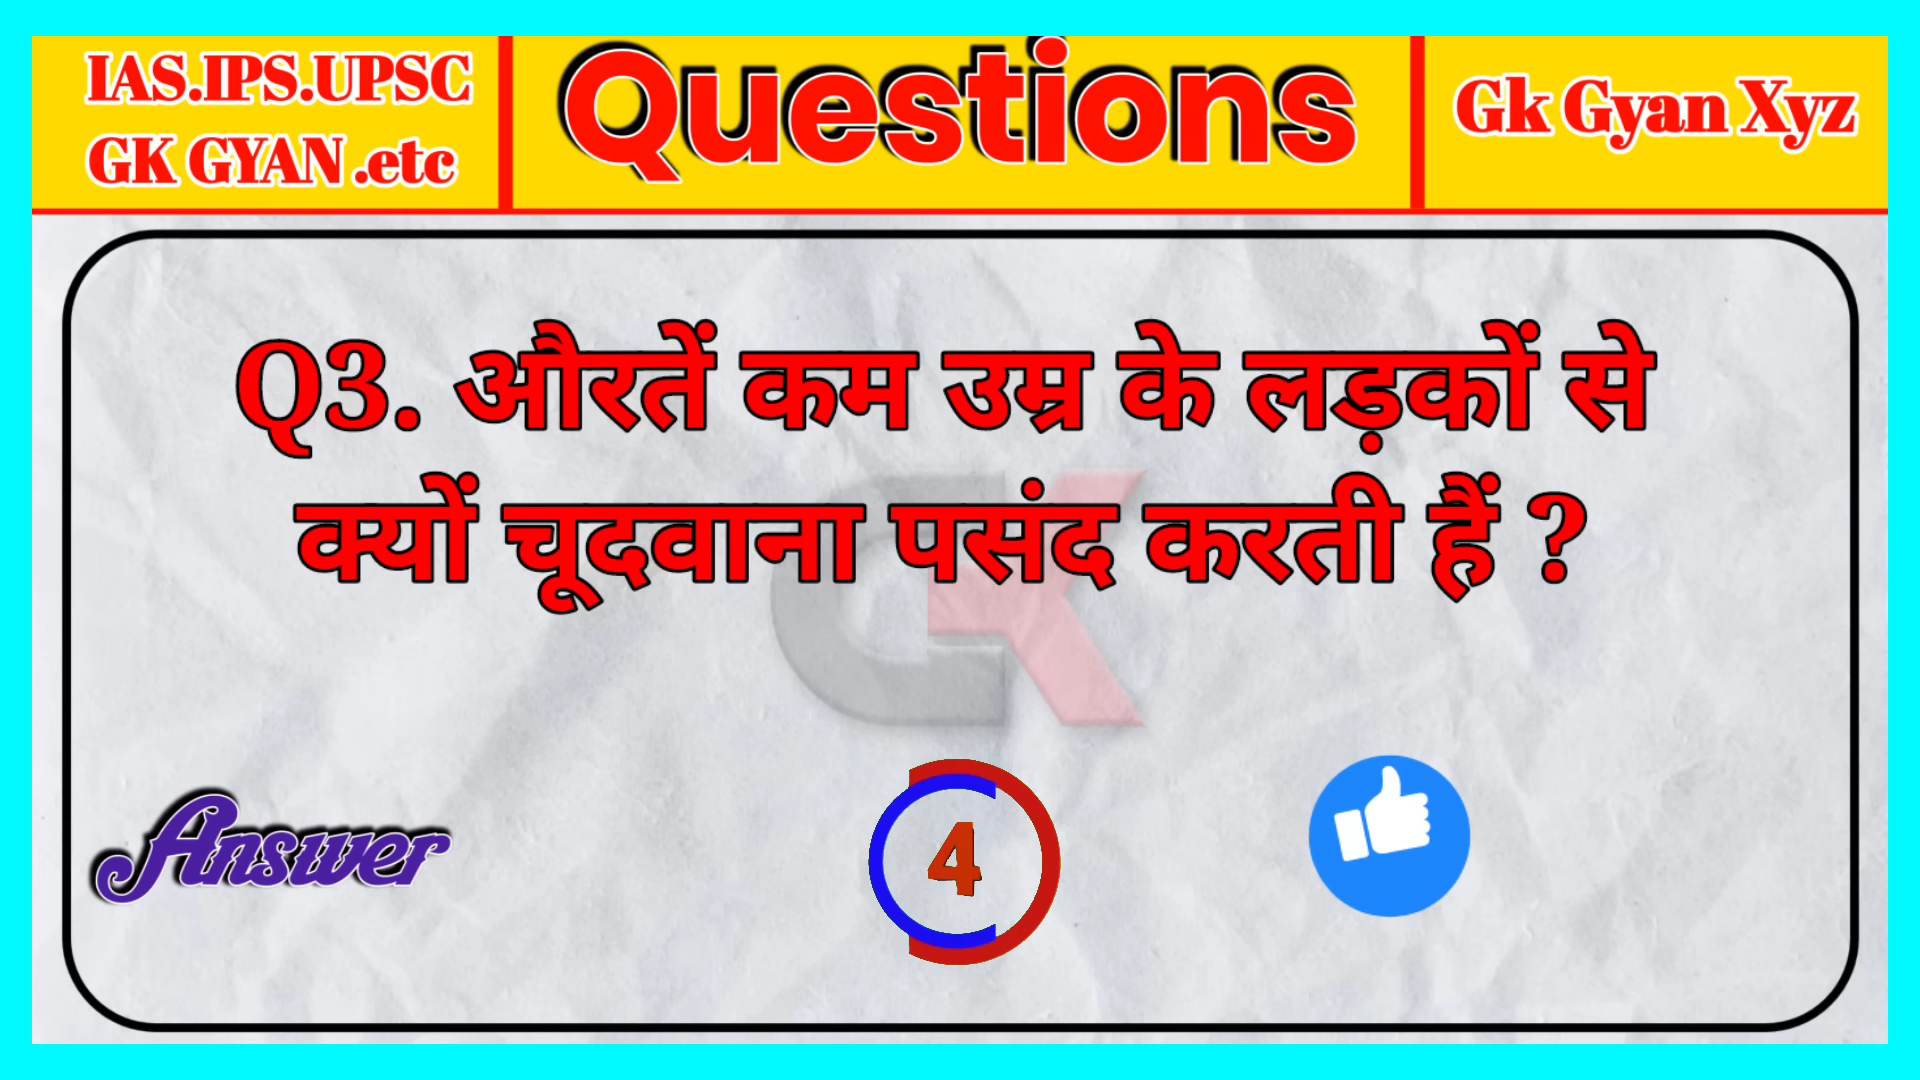 IAS.IPS.UPSC
GK GYAN .etc
Questions
Gk Gyan Xyz
Q3. औरतें कम उम्र के लड़कों से
क्यों चूदवाना पसंद करती हैं ?
GK
Answer
4